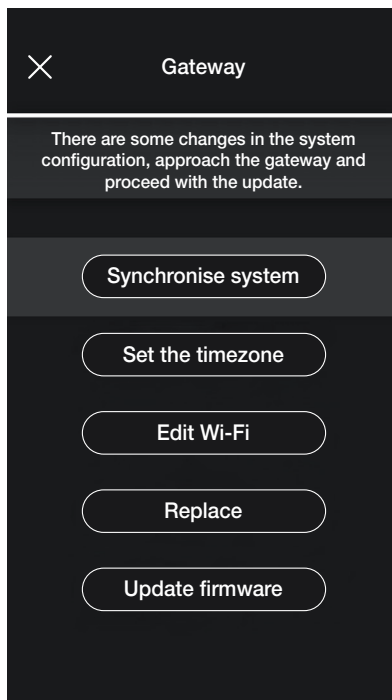 Gateway
There are some changes in the system
configuration, approach the gateway and
proceed with the update.
Synchronise system
Set the timezone
Edit Wi-Fi
Replace
Update firmware